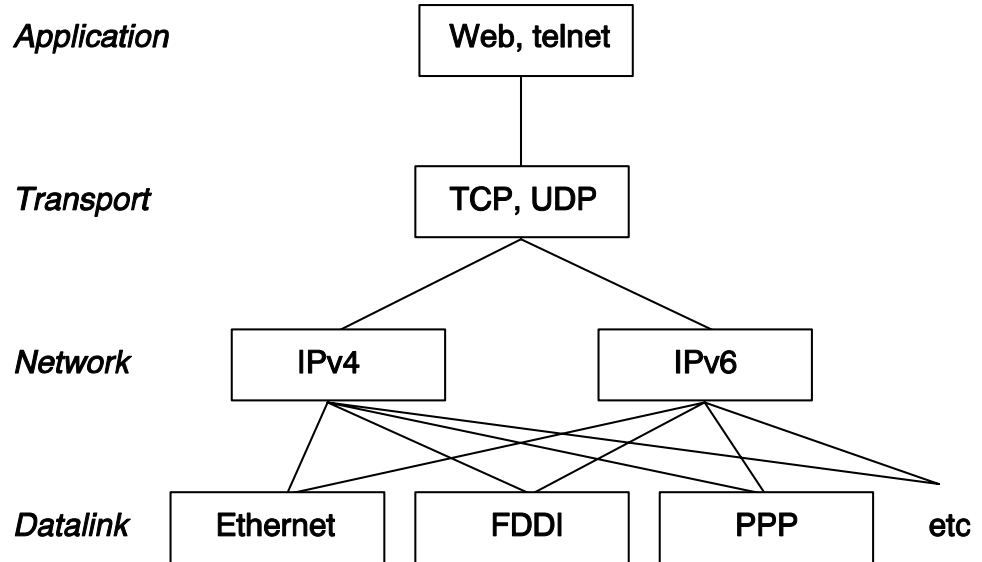 Application
Web, telnet
Transport
TCP, UDP
Network
IPv4
IPv6
Datalink
Ethernet
FDDI
PPP
etc